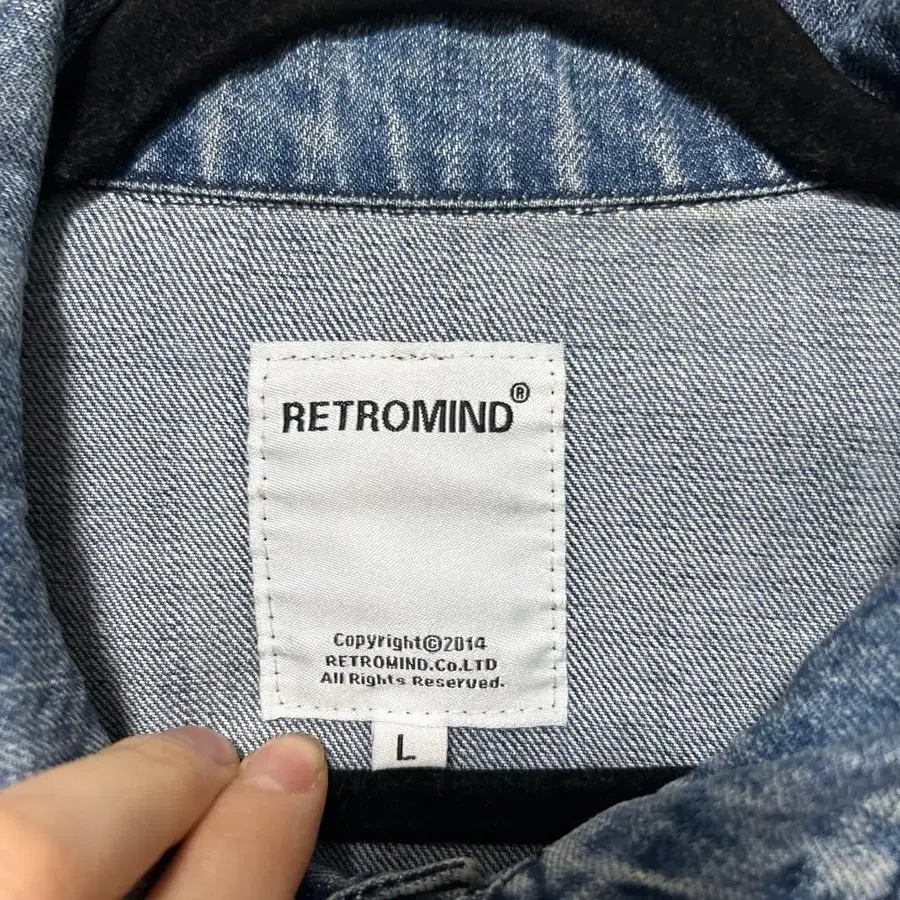 RETROMIND®
Copyright©2014
RETROMIND.Co.LTD
All Rights Reserved.
L